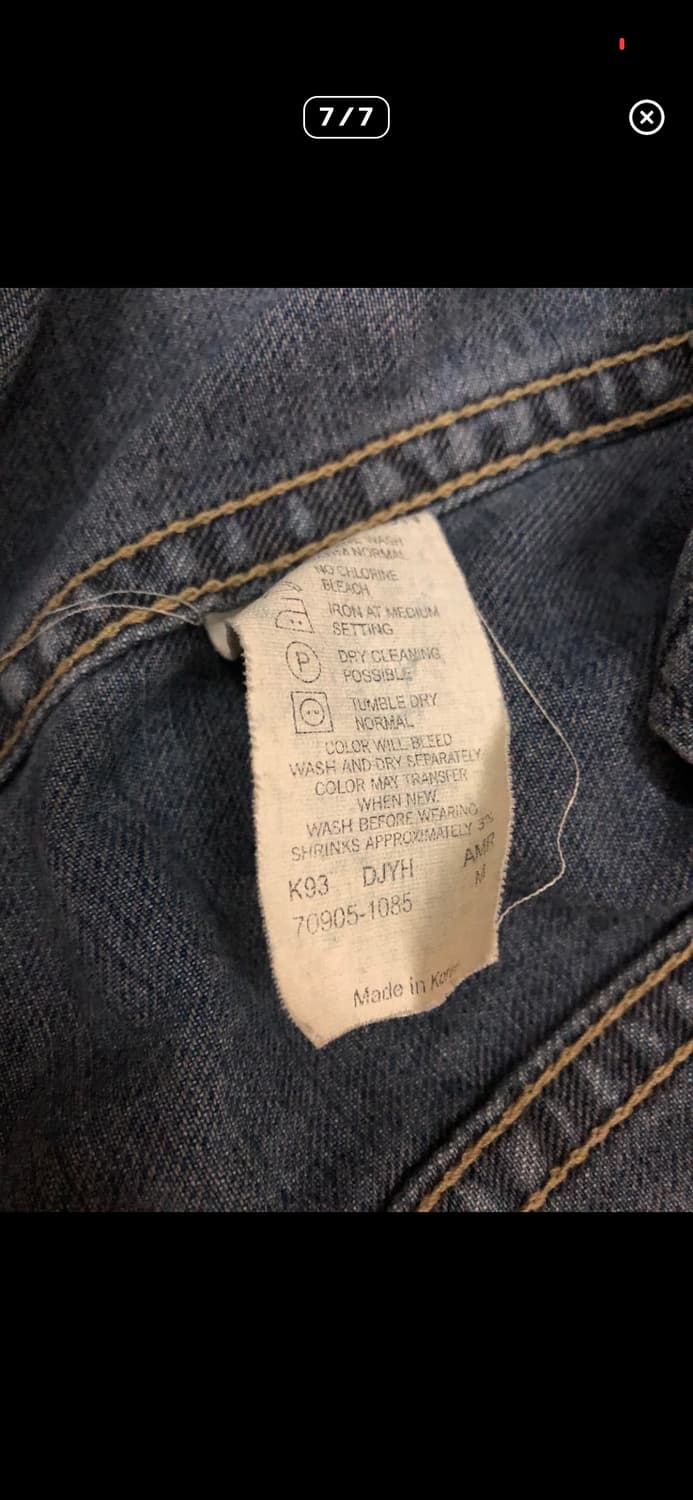 7/7
WASH
NORMAL
NO CHLORINE
BLEACH
IRON AT MEDIUM
SETTING
P
DRY CLEANING
POSSIBLE
TUMBLE DRY
NORMAL
COLOR WILL BLEED
WASH AND DRY SEPARATELY
COLOR MAY TRANSFER
WHEN NEW.
WASH BEFORE WEARING
SHRINKS APPROXIMATELY 3%
K93 DJYH AMR
M
70905-1085
Made in